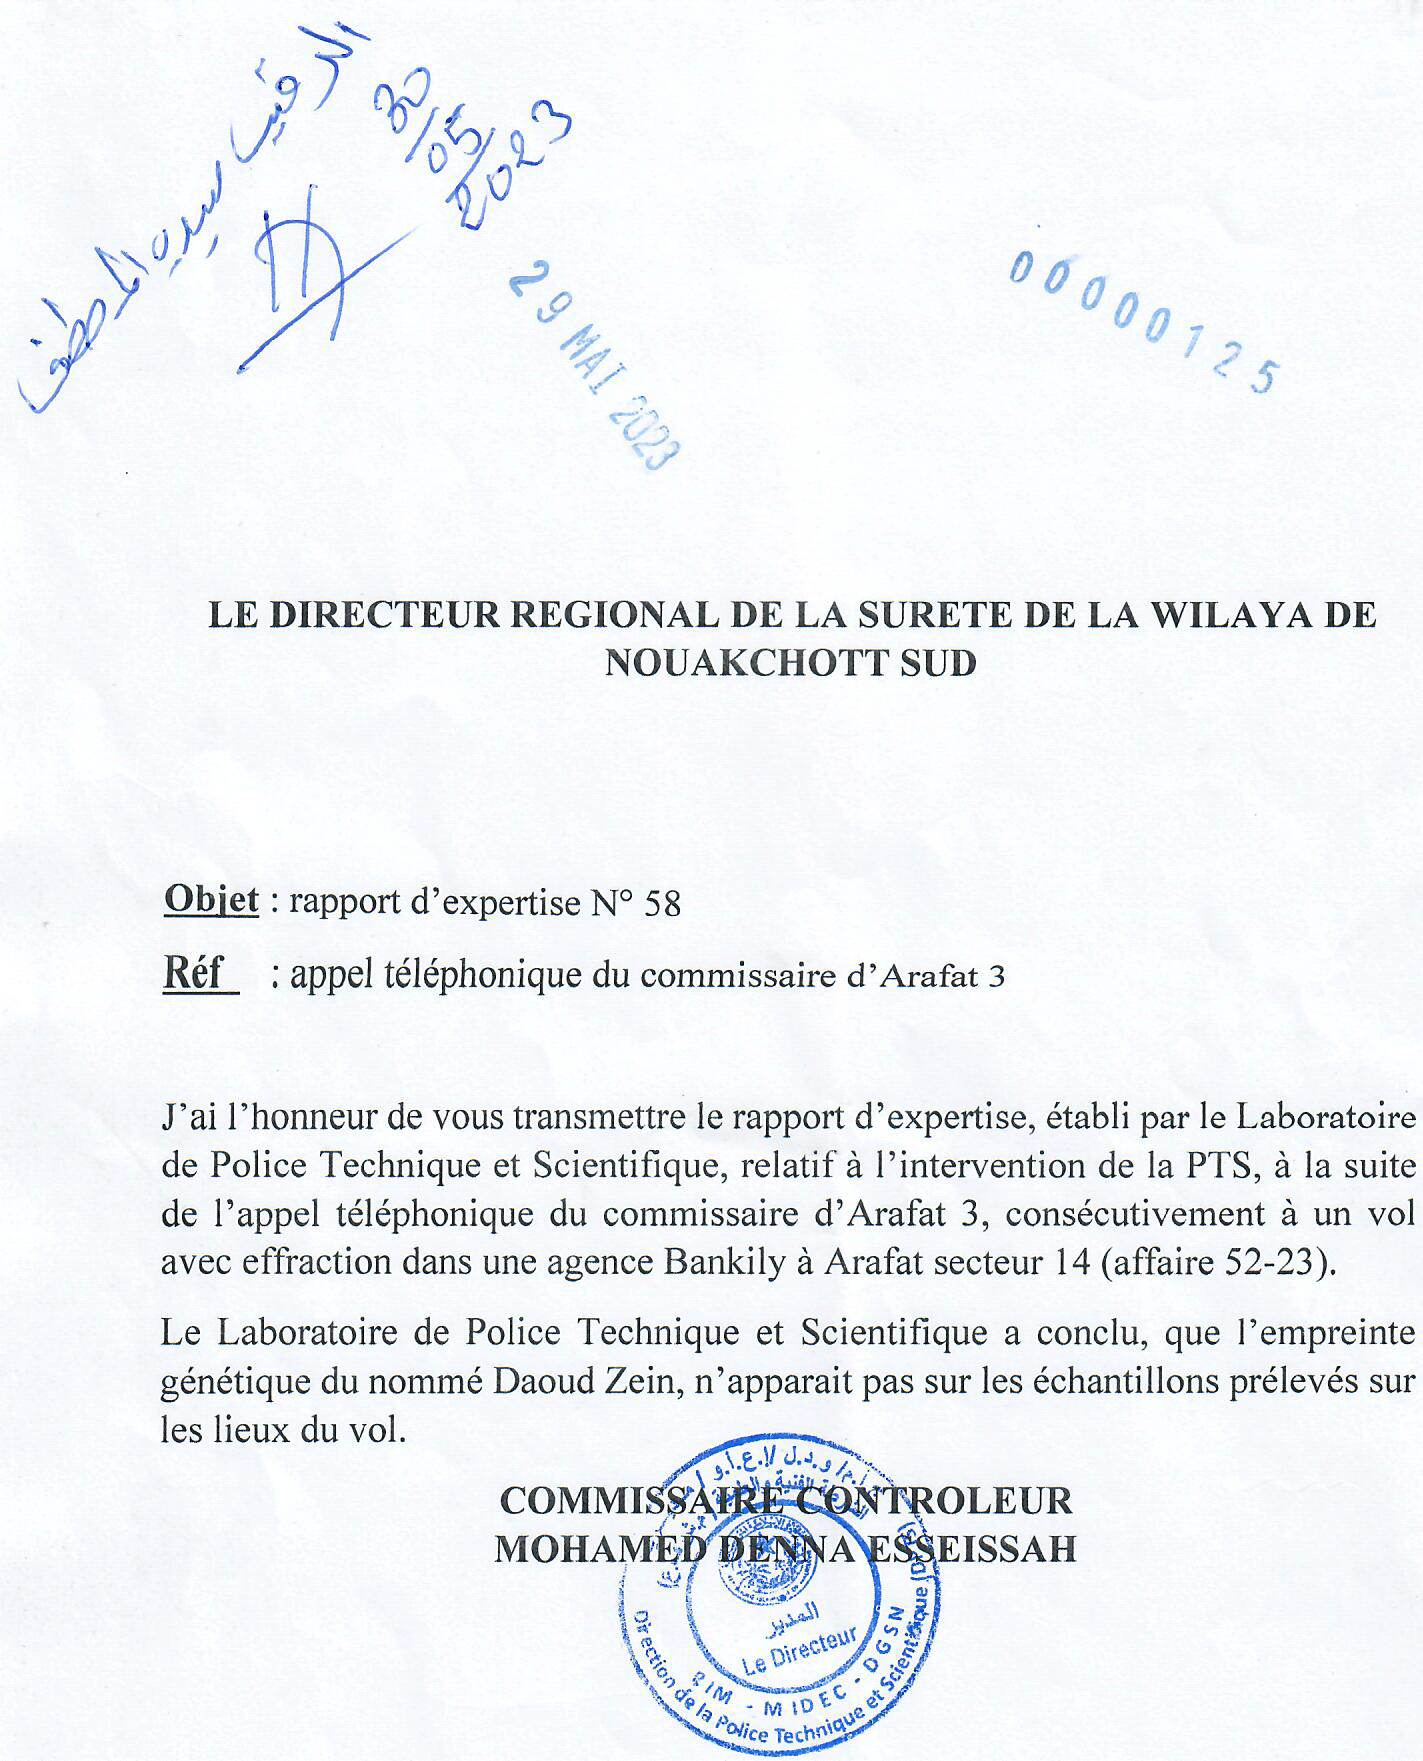 الرقيب سيدي المصطفى
30/05/2023
29 MAI 2023
00000125
LE DIRECTEUR REGIONAL DE LA SURETE DE LA WILAYA DE
NOUAKCHOTT SUD
Objet : rapport d’expertise N° 58
Réf : appel téléphonique du commissaire d’Arafat 3
J’ai l’honneur de vous transmettre le rapport d’expertise, établi par le Laboratoire
de Police Technique et Scientifique, relatif à l’intervention de la PTS, à la suite
de l’appel téléphonique du commissaire d’Arafat 3, consécutivement à un vol
avec effraction dans une agence Bankily à Arafat secteur 14 (affaire 52-23).
Le Laboratoire de Police Technique et Scientifique a conclu, que l’empreinte
génétique du nommé Daoud Zein, n’apparait pas sur les échantillons prélevés sur
les lieux du vol.
COMMISSAIRE CONTROLEUR
MOHAMED DENNA ESSEISSAH
المدير
Le Directeur
RIM - MIDEC - DGSN
Direction de la Police Technique et Scientifique